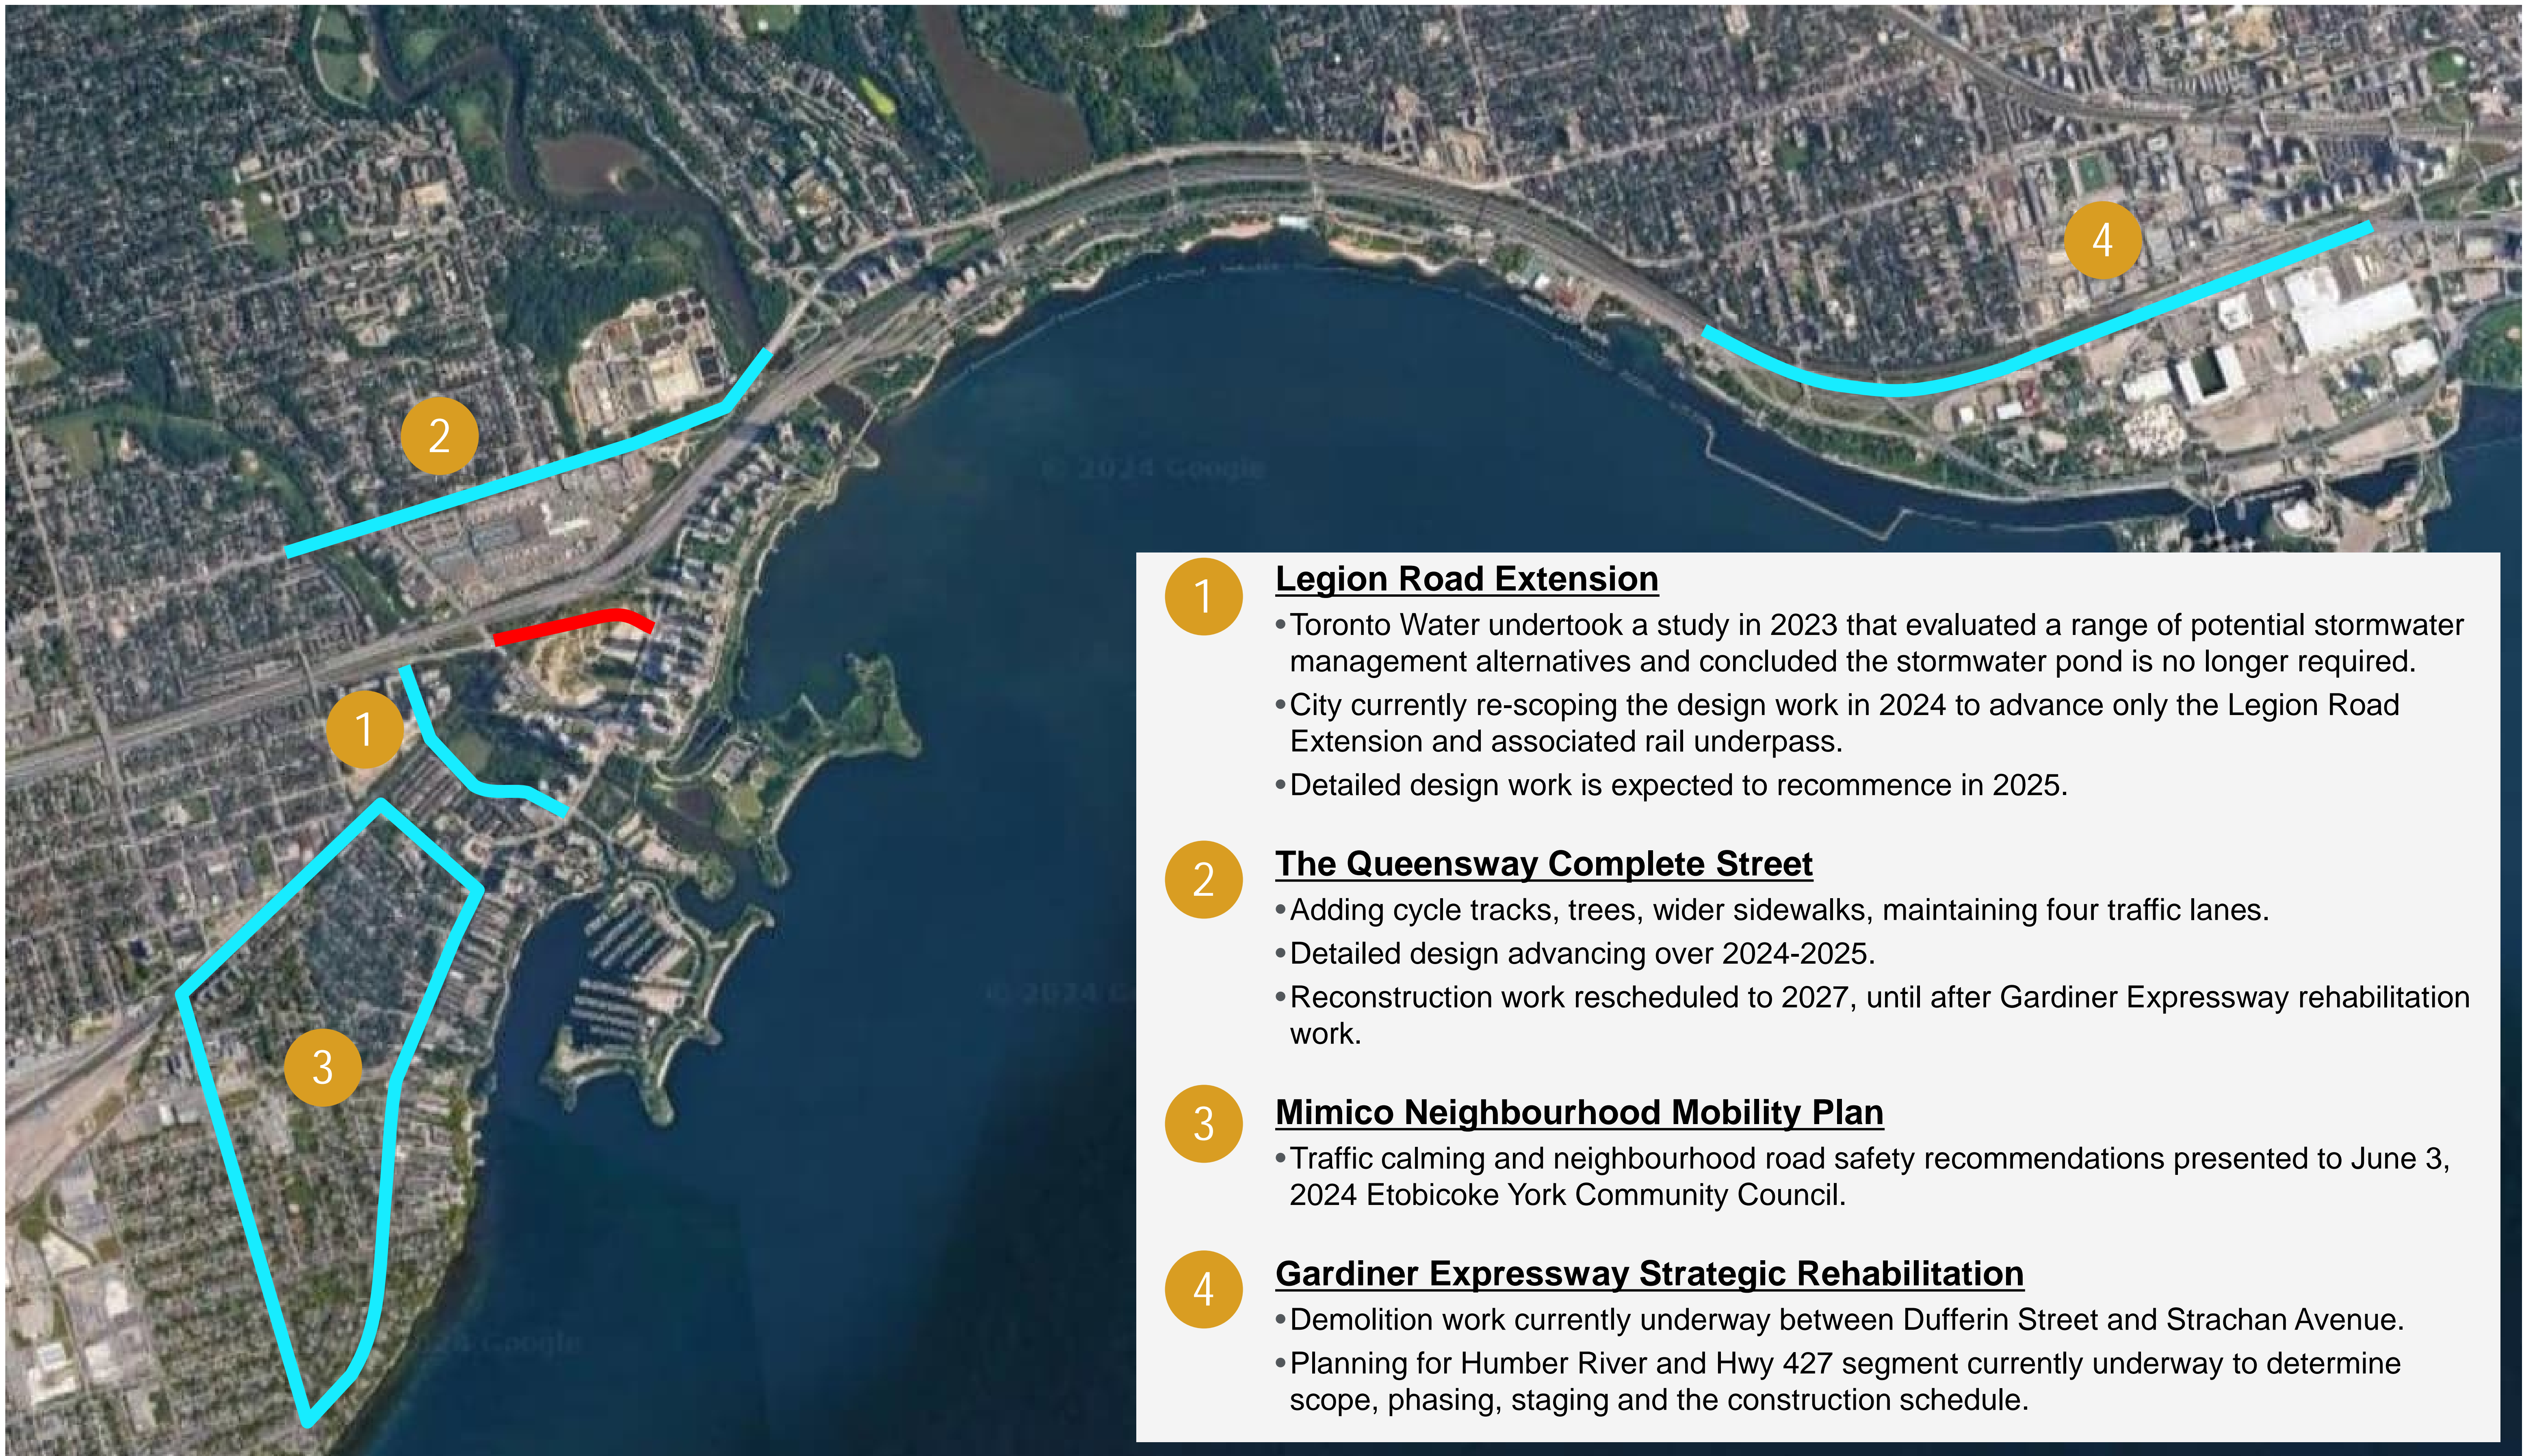 4
2
1
3
© 2024 Google
1
Legion Road Extension
•Toronto Water undertook a study in 2023 that evaluated a range of potential stormwater
management alternatives and concluded the stormwater pond is no longer required.
•City currently re-scoping the design work in 2024 to advance only the Legion Road
Extension and associated rail underpass.
•Detailed design work is expected to recommence in 2025.
2
The Queensway Complete Street
•Adding cycle tracks, trees, wider sidewalks, maintaining four traffic lanes.
•Detailed design advancing over 2024-2025.
•Reconstruction work rescheduled to 2027, until after Gardiner Expressway rehabilitation
work.
3
Mimico Neighbourhood Mobility Plan
•Traffic calming and neighbourhood road safety recommendations presented to June 3,
2024 Etobicoke York Community Council.
4
Gardiner Expressway Strategic Rehabilitation
•Demolition work currently underway between Dufferin Street and Strachan Avenue.
•Planning for Humber River and Hwy 427 segment currently underway to determine
scope, phasing, staging and the construction schedule.